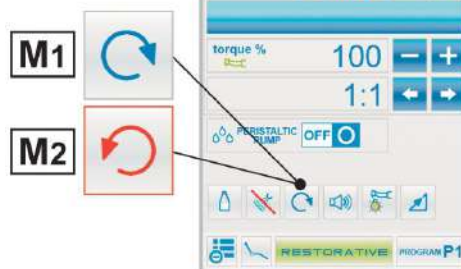 M1
M2
torque %
100
1:1
PERISTALTIC
PUMP
OFF
RESTORATIVE
PROGRAM P1